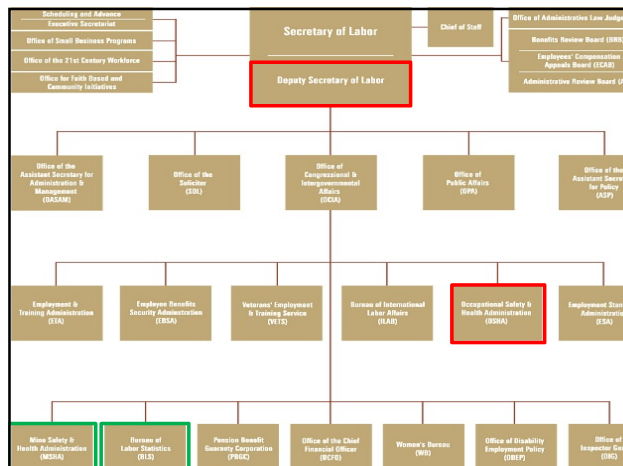 Scheduling and Advance
Executive Secretariat
Office of Small Business Programs
Office of the 21st Century Workforce
Office for Faith Based and
Community Initiatives
Secretary of Labor
Deputy Secretary of Labor
Chief of Staff
Office of Administrative Law Judge
Benefits Review Board (BRB)
Employees' Compensation
Appeals Board (ECAB)
Administrative Review Board (A
Office of the
Assistant Secretary for
Administration &
Management
(OASAM)
Office of the
Solicitor
(SOL)
Office of
Congressional &
Intergovernmental
Affairs
(OCIA)
Office of
Public Affairs
(OPA)
Office of the
Assistant Secre
for Policy
(ASP)
Employment &
Training Administration
(ETA)
Employee Benefits
Security Administration
(EBSA)
Veterans' Employment
& Training Service
(VETS)
Bureau of International
Labor Affairs
(ILAB)
Occupational Safety &
Health Administration
(OSHA)
Employment Stan
Administration
(ESA)
Mine Safety &
Health Administration
(MSHA)
Bureau of
Labor Statistics
(BLS)
Pension Benefit
Guaranty Corporation
(PBGC)
Office of the Chief
Financial Officer
(OCFO)
Women's Bureau
(WB)
Office of Disability
Employment Policy
(ODEP)
Office of
Inspector Ge
(OIG)